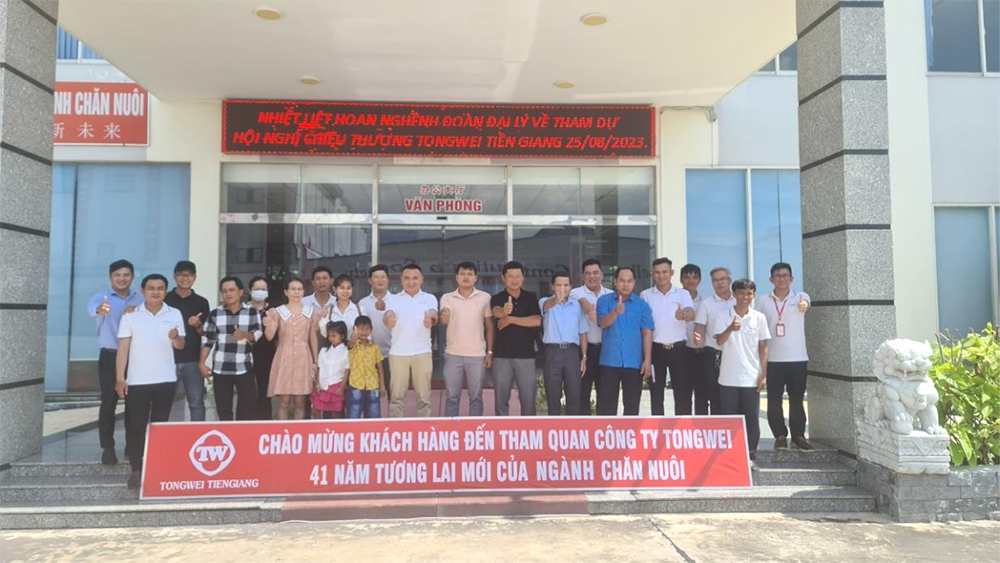 NH CHĂN NUÔI
新未来
NHIỆT LIỆT HOAN NGHÊNH ĐOÀN ĐẠI LÝ VỀ THAM DỰ
HỘI NGHỊ CHIÊU THƯƠNG TONGWEI TIỀN GIANG 25/08/2023.
办公大厅
VĂN PHÒNG
TW
TONGWEI TIENGIANG
CHÀO MỪNG KHÁCH HÀNG ĐẾN THAM QUAN CÔNG TY TONGWEI
41 NĂM TƯƠNG LAI MỚI CỦA NGÀNH CHĂN NUÔI